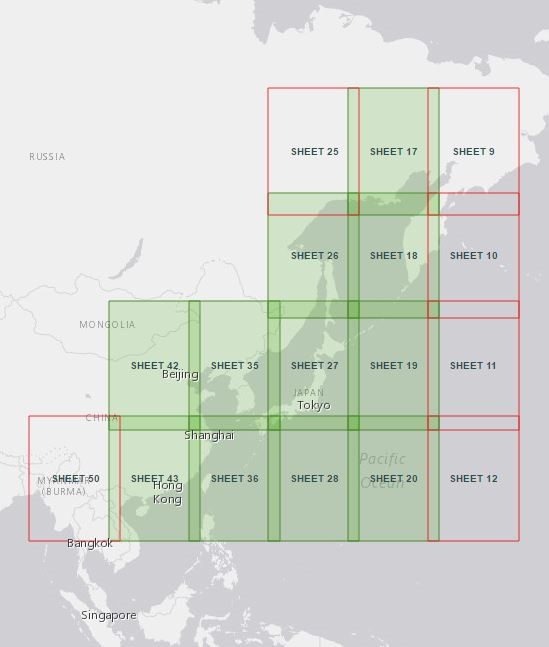 SHEET 25
SHEET 17
SHEET 9
RUSSIA
SHEET 26
SHEET 18
SHEET 10
MONGOLIA
SHEET 42
SHEET 35
SHEET 27
SHEET 19
SHEET 11
Beijing
JAPAN
Tokyo
CHINA
Shanghai
Pacific
Ocean
SHEET 50
SHEET 43
SHEET 36
SHEET 28
SHEET 20
SHEET 12
MYANMAR
(BURMA)
Hong
Kong
Bangkok
Singapore